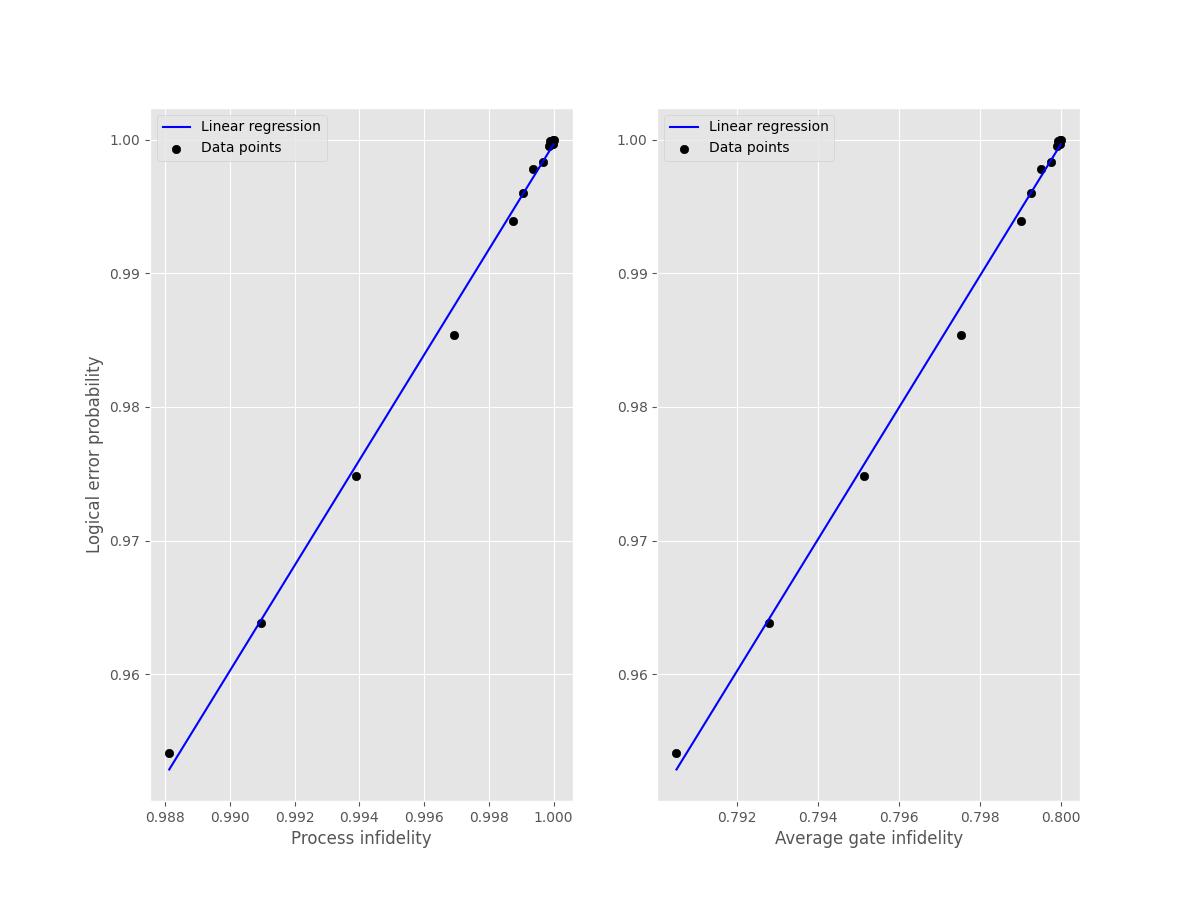 Linear regression
Data points
1.00
0.99
0.98
0.97
0.96
Logical error probability
0.988 0.990 0.992 0.994 0.996 0.998 1.000
Process infidelity
Linear regression
Data points
1.00
0.99
0.98
0.97
0.96
0.792 0.794 0.796 0.798 0.800
Average gate infidelity